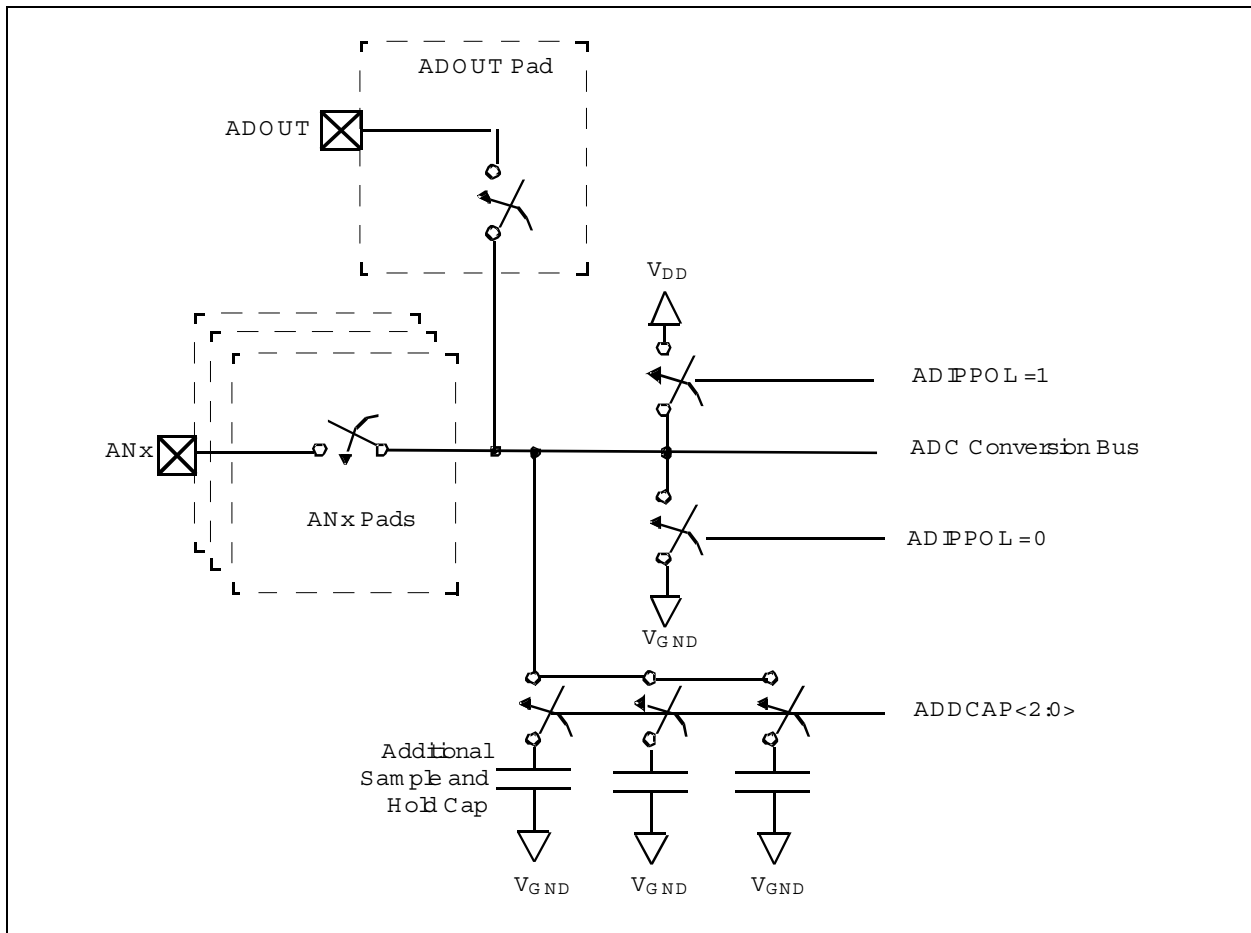 ADOUT Pad
ADOUT
VDD
ADIPPOL=1
ANx
ADC Conversion Bus
ANx Pads
ADIPPOL=0
VGND
ADDCAP<2:0>
Additional
Sample and
Hold Cap
VGND
VGND
VGND